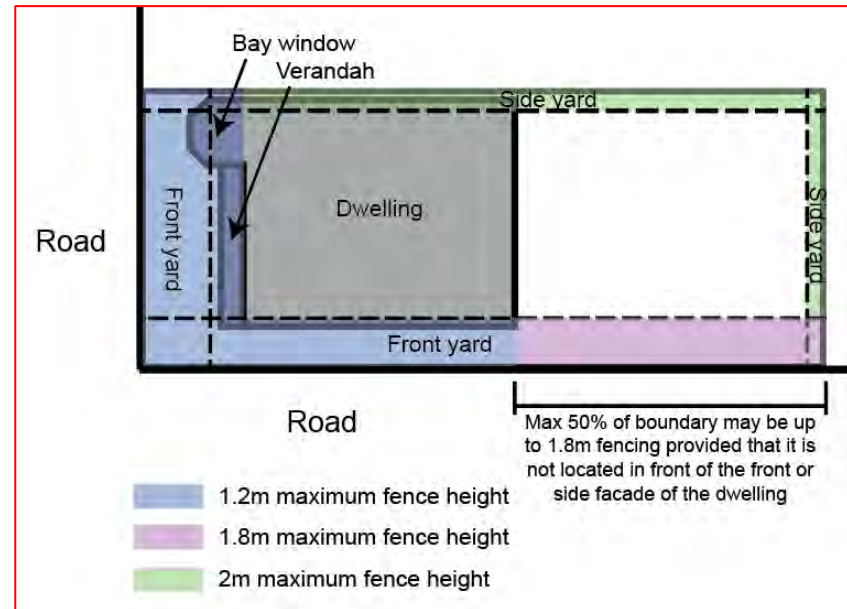 Bay window
Verandah
Side yard
Front yard
Dwelling
Side yard
Road
Front yard
Road
Max 50% of boundary may be up
to 1.8m fencing provided that it is
not located in front of the front or
side facade of the dwelling
1.2m maximum fence height
1.8m maximum fence height
2m maximum fence height